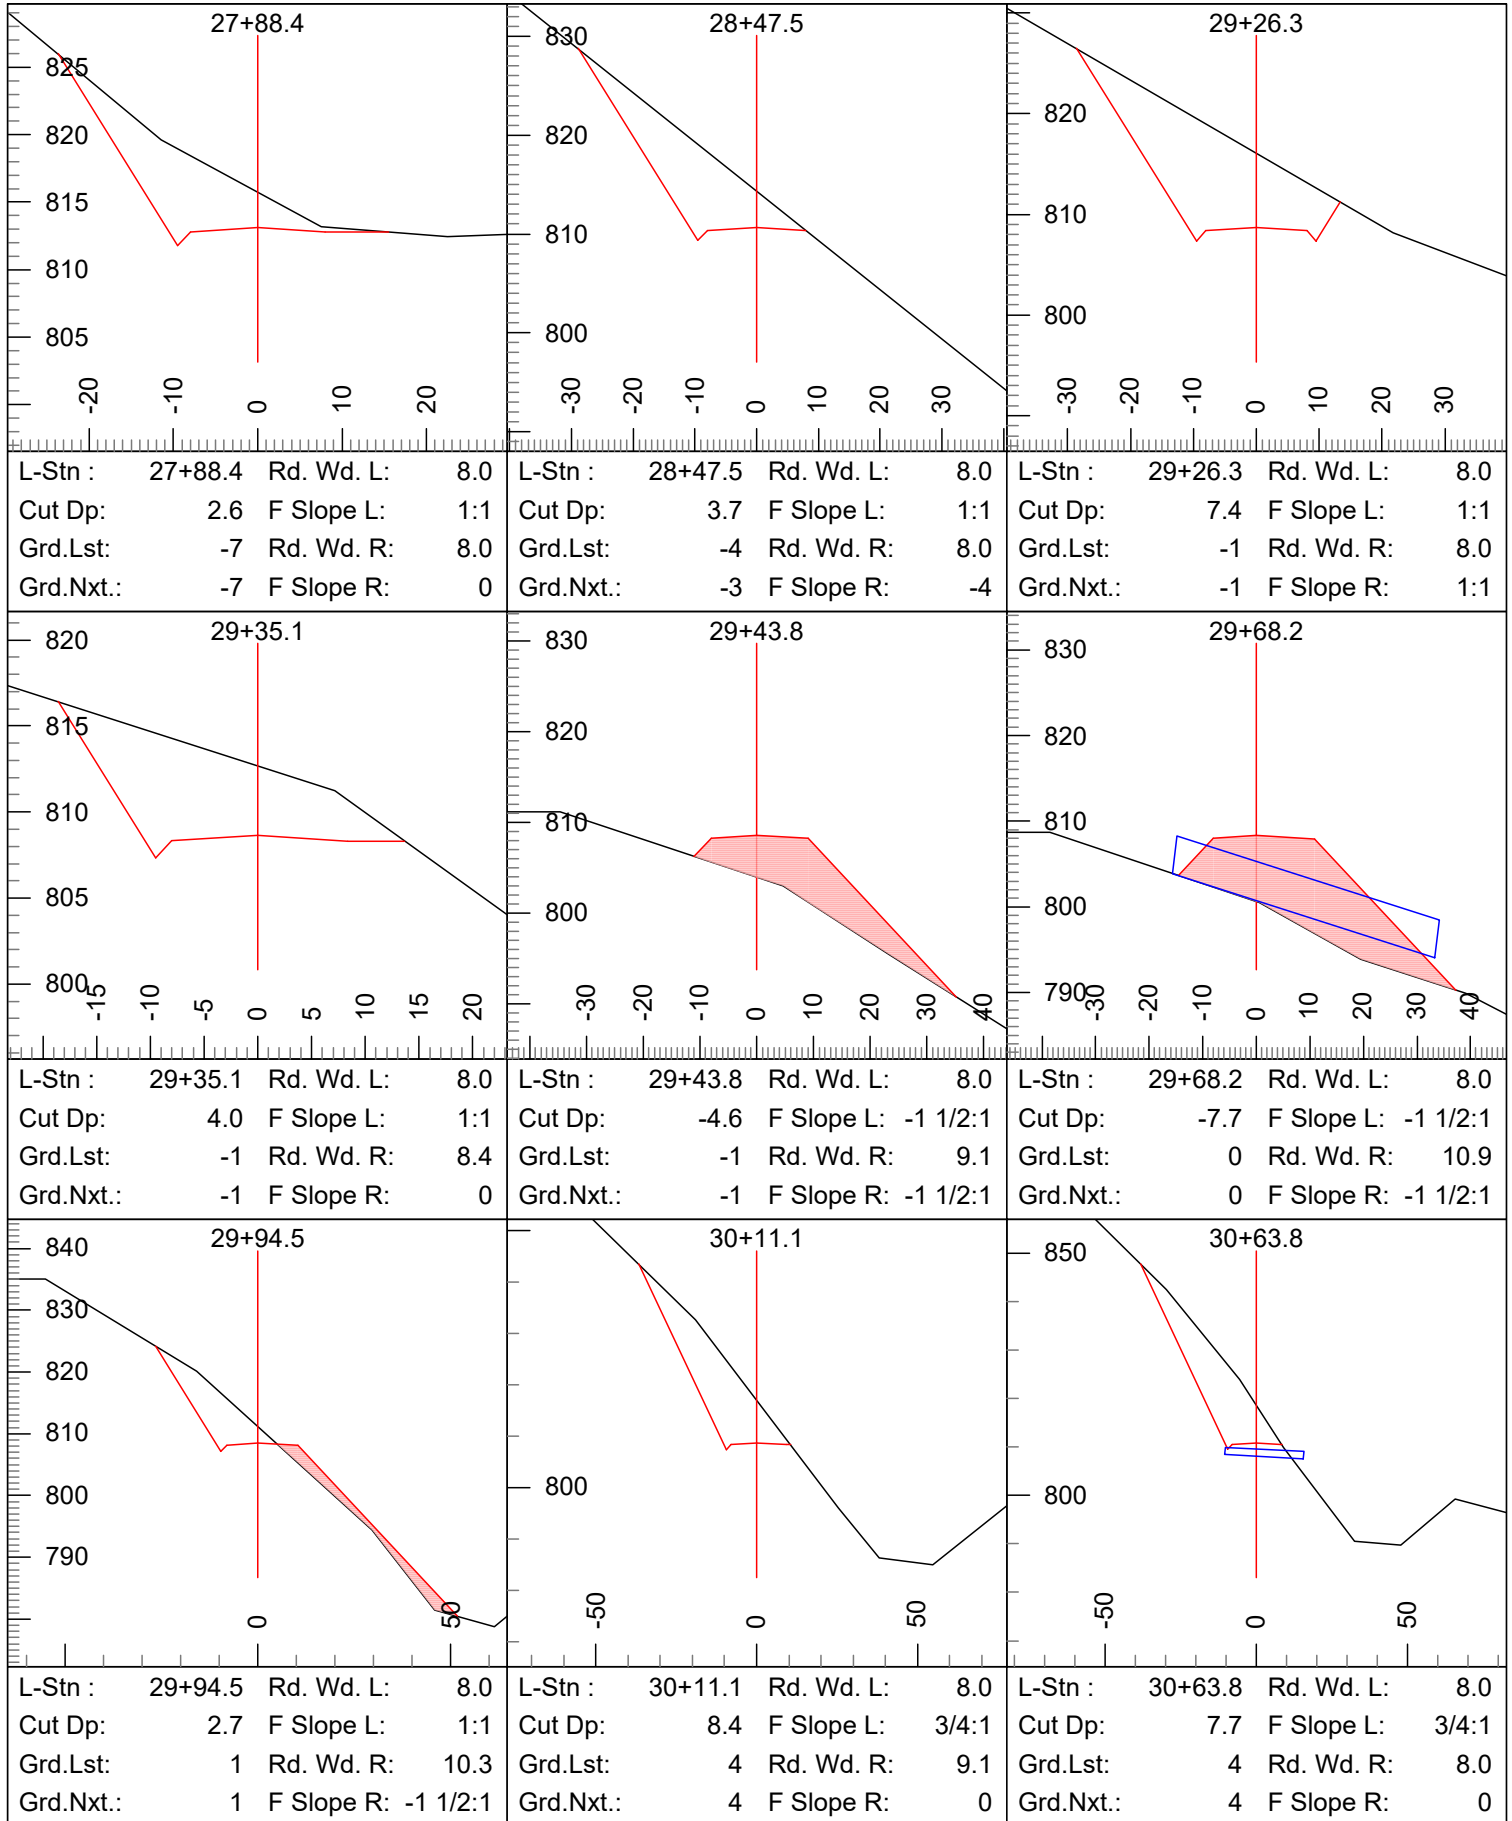 27+88.4
825
820
815
810
805
-20 -10 0 10 20
L-Stn : 27+88.4 Rd. Wd. L: 8.0
Cut Dp: 2.6 F Slope L: 1:1
Grd.Lst: -7 Rd. Wd. R: 8.0
Grd.Nxt.: -7 F Slope R: 0
28+47.5
830
820
810
800
-30 -20 -10 0 10 20 30
L-Stn : 28+47.5 Rd. Wd. L: 8.0
Cut Dp: 3.7 F Slope L: 1:1
Grd.Lst: -4 Rd. Wd. R: 8.0
Grd.Nxt.: -3 F Slope R: -4
29+26.3
820
810
800
-30 -20 -10 0 10 20 30
L-Stn : 29+26.3 Rd. Wd. L: 8.0
Cut Dp: 7.4 F Slope L: 1:1
Grd.Lst: -1 Rd. Wd. R: 8.0
Grd.Nxt.: -1 F Slope R: 1:1
29+35.1
820
815
810
805
800
-15 -10 -5 0 5 10 15 20
L-Stn : 29+35.1 Rd. Wd. L: 8.0
Cut Dp: 4.0 F Slope L: 1:1
Grd.Lst: -1 Rd. Wd. R: 8.4
Grd.Nxt.: -1 F Slope R: 0
29+43.8
830
820
810
800
-30 -20 -10 0 10 20 30 40
L-Stn : 29+43.8 Rd. Wd. L: 8.0
Cut Dp: -4.6 F Slope L: -1 1/2:1
Grd.Lst: -1 Rd. Wd. R: 9.1
Grd.Nxt.: -1 F Slope R: -1 1/2:1
29+68.2
830
820
810
800
790
-30 -20 -10 0 10 20 30 40
L-Stn : 29+68.2 Rd. Wd. L: 8.0
Cut Dp: -7.7 F Slope L: -1 1/2:1
Grd.Lst: 0 Rd. Wd. R: 10.9
Grd.Nxt.: 0 F Slope R: -1 1/2:1
29+94.5
840
830
820
810
800
790
0 50
L-Stn : 29+94.5 Rd. Wd. L: 8.0
Cut Dp: 2.7 F Slope L: 1:1
Grd.Lst: 1 Rd. Wd. R: 10.3
Grd.Nxt.: 1 F Slope R: -1 1/2:1
30+11.1
800
-50 0 50
L-Stn : 30+11.1 Rd. Wd. L: 8.0
Cut Dp: 8.4 F Slope L: 3/4:1
Grd.Lst: 4 Rd. Wd. R: 9.1
Grd.Nxt.: 4 F Slope R: 0
30+63.8
850
800
-50 0 50
L-Stn : 30+63.8 Rd. Wd. L: 8.0
Cut Dp: 7.7 F Slope L: 3/4:1
Grd.Lst: 4 Rd. Wd. R: 8.0
Grd.Nxt.: 4 F Slope R: 0